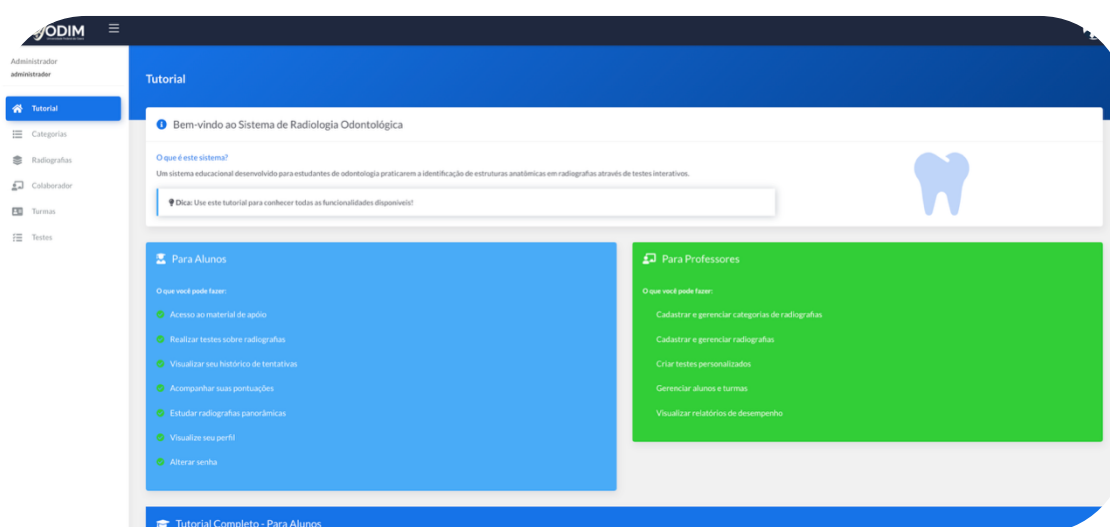 ODIM
Administrador
administrador
Tutorial
Categorias
Radiografias
Colaborador
Turmas
Testes
Tutorial
Bem-vindo ao Sistema de Radiologia Odontológica
O que é este sistema?
Um sistema educacional desenvolvido para estudantes de odontologia praticarem a identificação de estruturas anatômicas em radiografias através de testes interativos.
Dica: Use este tutorial para conhecer todas as funcionalidades disponíveis!
Para Alunos
O que você pode fazer:
Acesso ao material de apóio
Realizar testes sobre radiografias
Visualizar seu histórico de tentativas
Acompanhar suas pontuações
Estudar radiografias panorâmicas
Visualize seu perfil
Alterar senha
Para Professores
O que você pode fazer:
Cadastrar e gerenciar categorias de radiografias
Cadastrar e gerenciar radiografias
Criar testes personalizados
Gerenciar alunos e turmas
Visualizar relatórios de desempenho
Tutorial Completo - Para Alunos